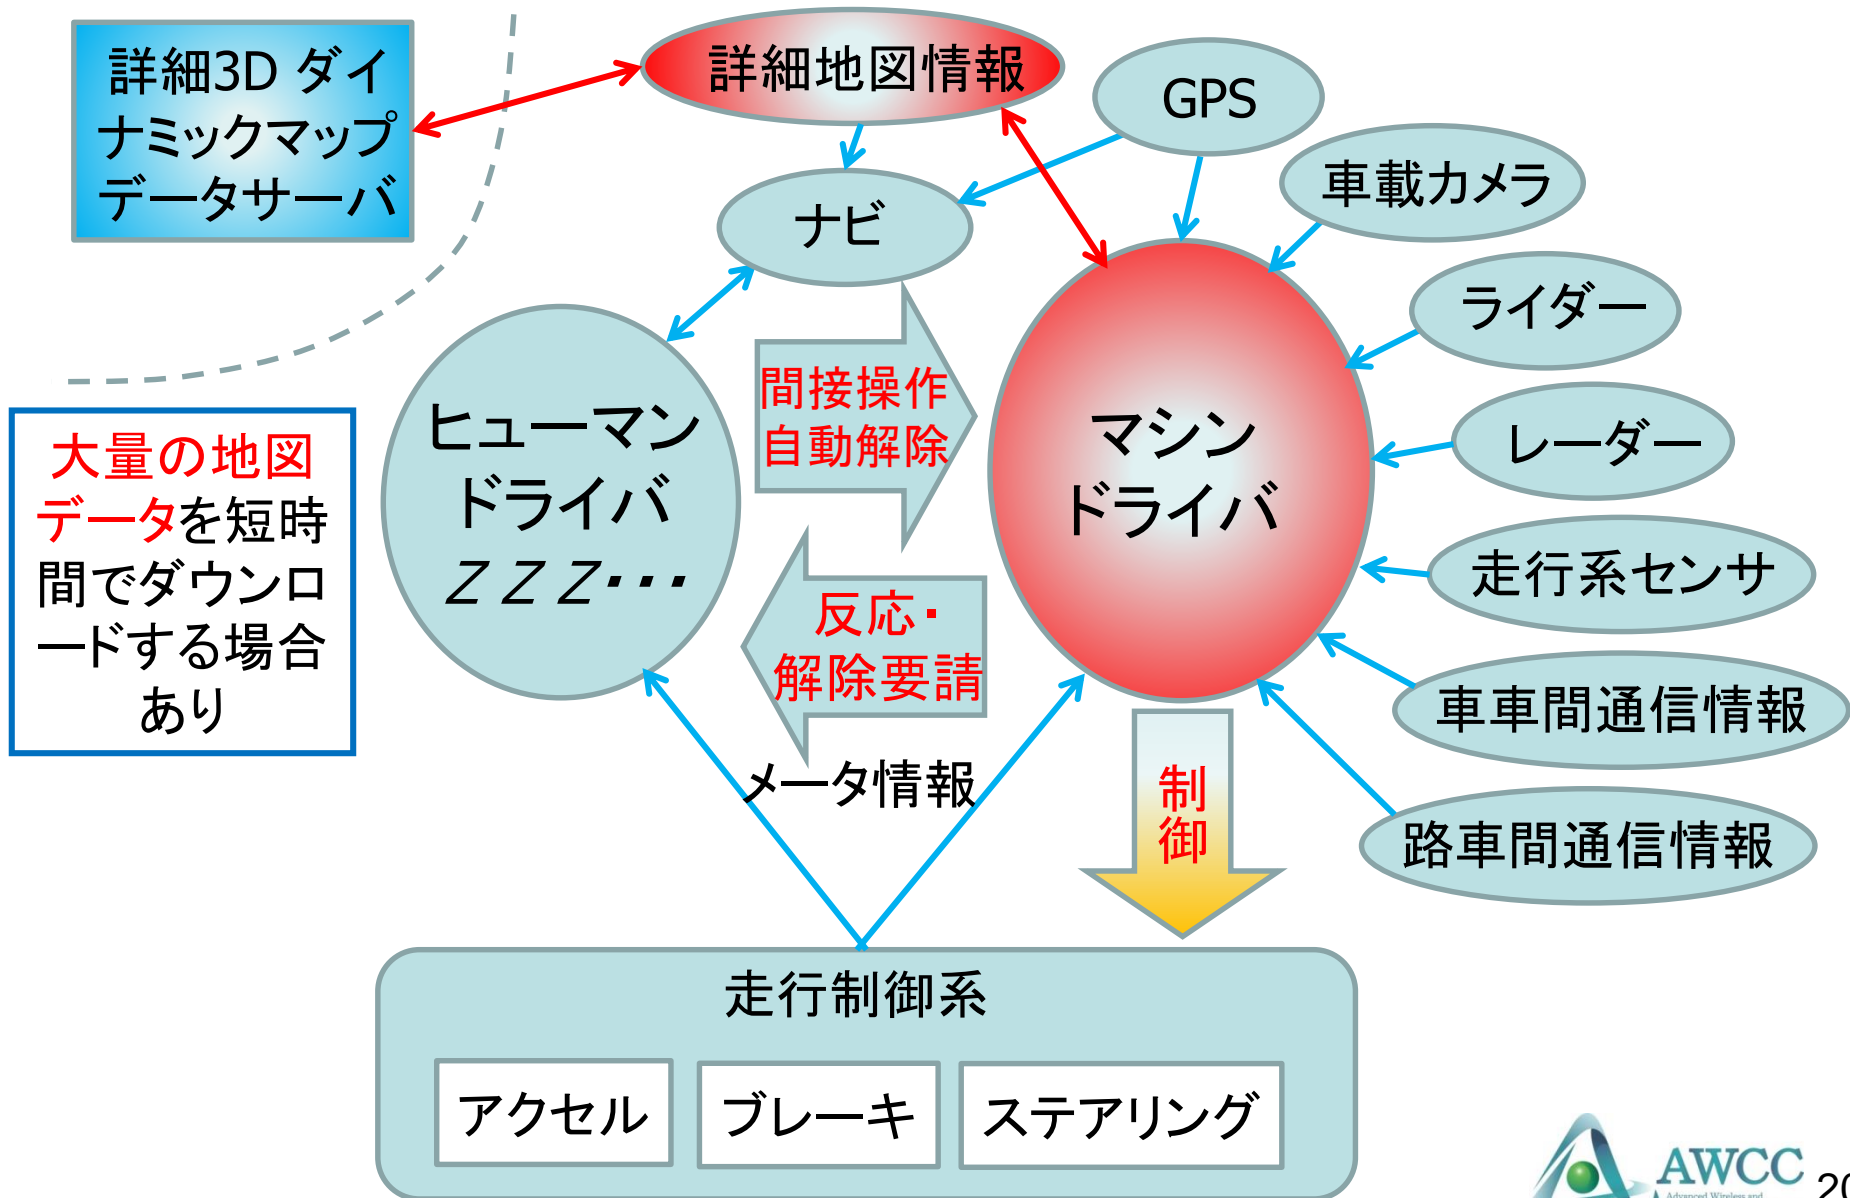 詳細3D ダイ
ナミックマップ
データサーバ
詳細地図情報
GPS
ナビ
車載カメラ
ライダー
レーダー
走行系センサ
車車間通信情報
路車間通信情報
大量の地図
データを短時
間でダウンロ
ードする場合
あり
ヒューマン
ドライバ
Z Z Z・・・
間接操作
自動解除
反応・
解除要請
マシン
ドライバ
メータ情報
制
御
走行制御系
アクセル
ブレーキ
ステアリング
AWCC
Advanced Wireless and